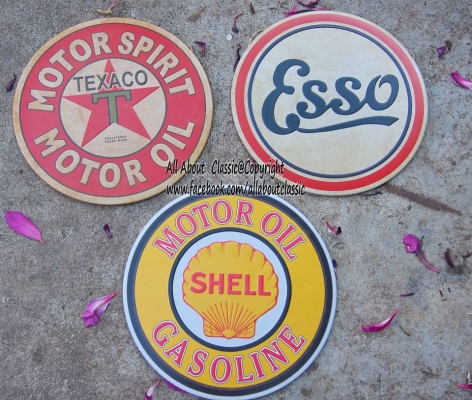 MOTOR SPIRIT
TEXACO
T
MOTOR OIL
Esso
All About Classic@Copyright
www.facebook.com/allaboutclassic
MOTOR OIL
SHELL
GASOLINE